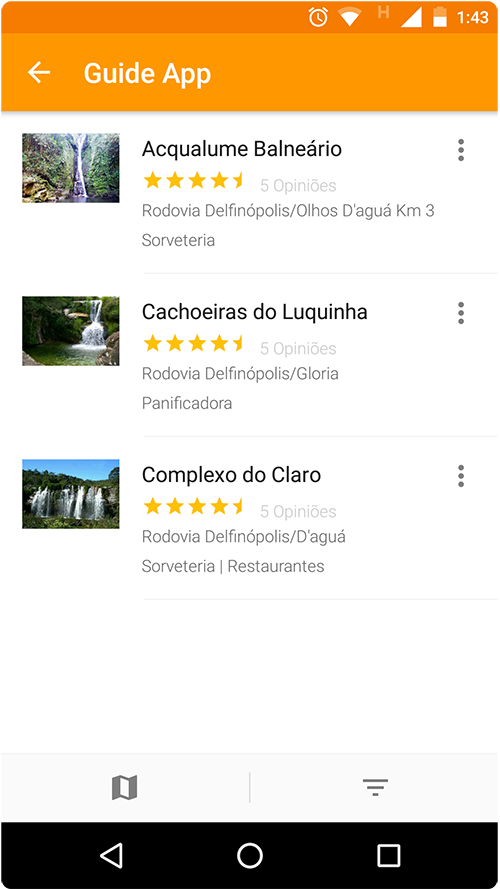 H 1:43
Guide App
Acqualume Balneário
5 Opiniões
Rodovia Delfinópolis/Olhos D'aguá Km 3
Sorveteria
Cachoeiras do Luquinha
5 Opiniões
Rodovia Delfinópolis/Gloria
Panificadora
Complexo do Claro
5 Opiniões
Rodovia Delfinópolis/D'aguá
Sorveteria | Restaurantes